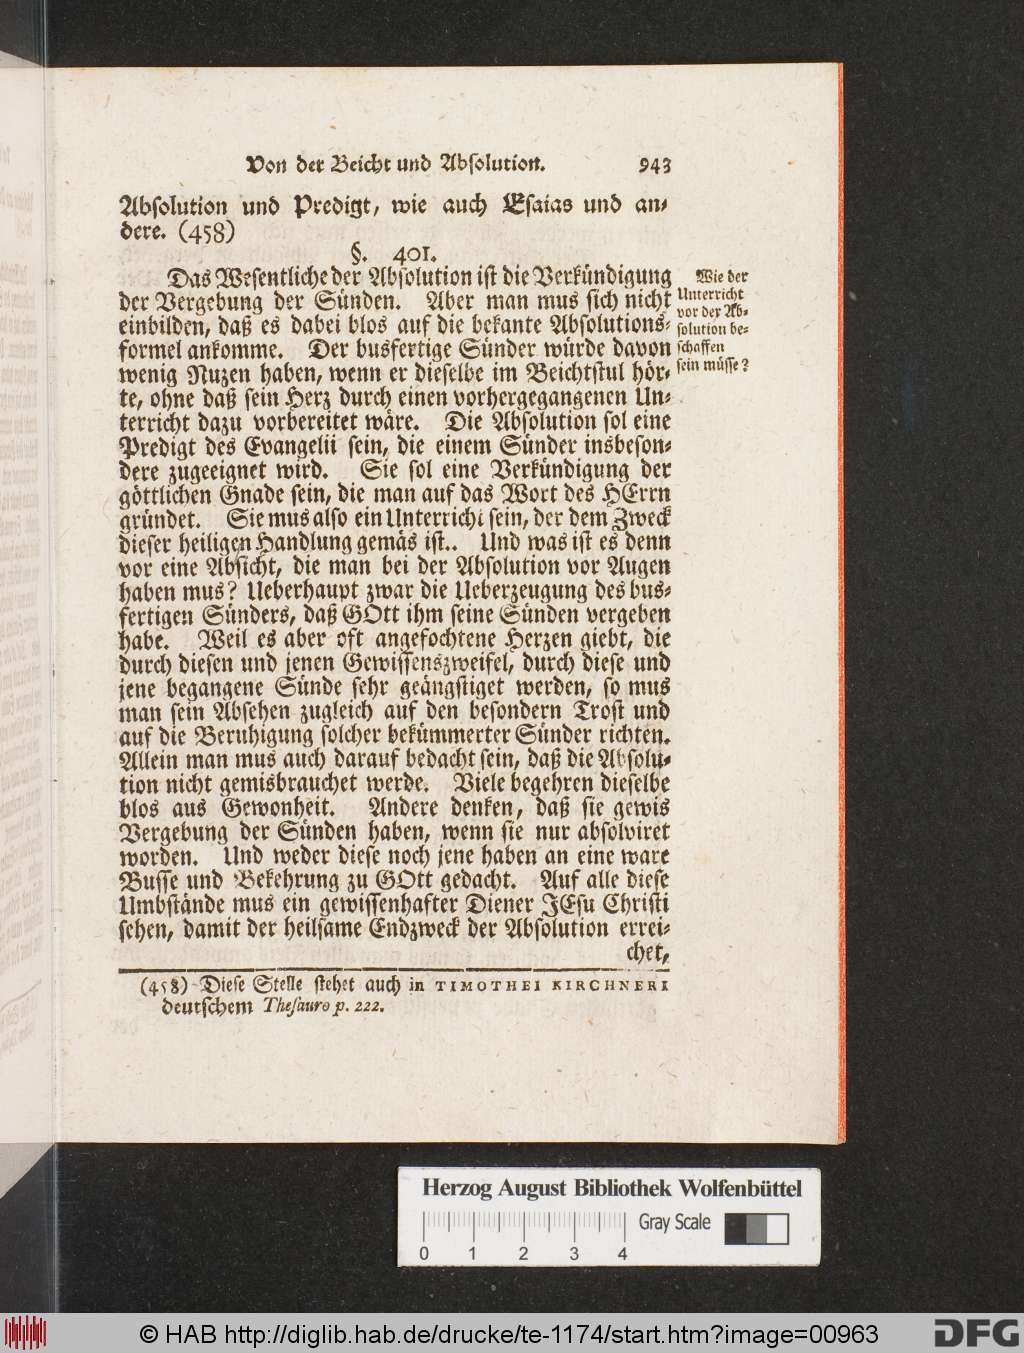 Von der Beicht und Absolution. 943
Absolution und Predigt, wie auch Esaias und an-
dere. (458)
§. 401.
Das Wesentliche der Absolution ist die Verkündigung
der Vergebung der Sünden. Aber man mus sich nicht
einbilden, daß es dabei blos auf die bekante Absolutions-
formel ankomme. Der busfertige Sünder würde davon
wenig Nuzen haben, wenn er dieselbe im Beichtstul hör-
te, ohne daß sein Herz durch einen vorhergegangenen Un-
terricht dazu vorbereitet wäre. Die Absolution sol eine
Predigt des Evangelii sein, die einem Sünder insbeson-
dere zugeeignet wird. Sie sol eine Verkündigung der
göttlichen Gnade sein, die man auf das Wort des HErrn
gründet. Sie mus also ein Unterricht sein, der dem Zweck
dieser heiligen Handlung gemäs ist.. Und was ist es denn
vor eine Absicht, die man bei der Absolution vor Augen
haben mus? Ueberhaupt zwar die Ueberzeugung des bus-
fertigen Sünders, daß GOtt ihm seine Sünden vergeben
habe. Weil es aber oft angefochtene Herzen giebt, die
durch diesen und jenen Gewissenszweifel, durch diese und
jene begangene Sünde sehr geängstiget werden, so mus
man sein Absehen zugleich auf den besondern Trost und
auf die Beruhigung solcher bekümmerter Sünder richten.
Allein man mus auch darauf bedacht sein, daß die Absolu-
tion nicht gemisbrauchet werde. Viele begehren dieselbe
blos aus Gewonheit. Andere denken, daß sie gewis
Vergebung der Sünden haben, wenn sie nur absolviret
worden. Und weder diese noch jene haben an eine ware
Busse und Bekehrung zu GOtt gedacht. Auf alle diese
Umbstände mus ein gewissenhafter Diener JEsu Christi
sehen, damit der heilsame Endzweck der Absolution errei-
chet,
Wie der
Unterricht
vor der Ab-
solution be-
schaffen
sein müsse?
(458) Diese Stelle stehet auch in TIMOTHEI KIRCHNERI
deutschem Thesauro p. 222.
Herzog August Bibliothek Wolfenbüttel
Gray Scale
0 1 2 3 4
© HAB http://diglib.hab.de/drucke/te-1174/start.htm?image=00963
DFG